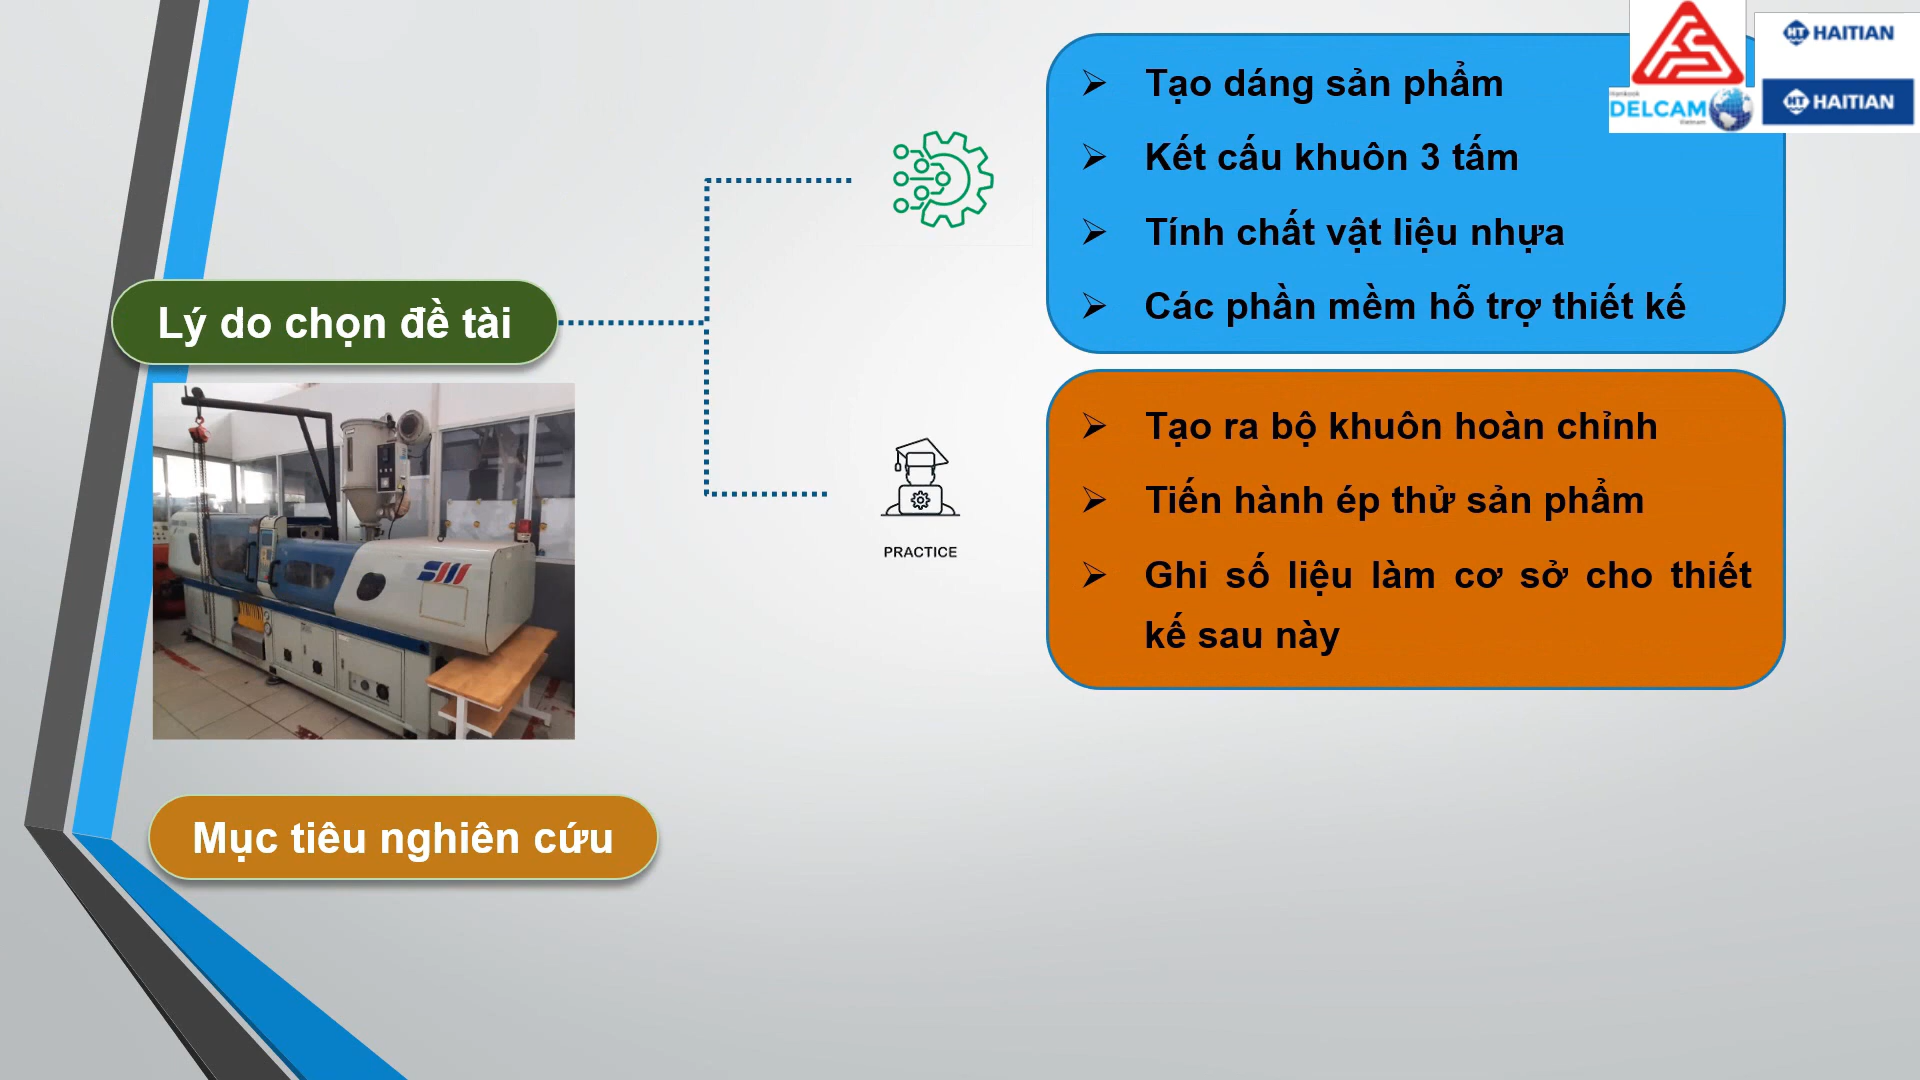 HAITIAN
DELCAM
Vietnam
HAITIAN
Tạo dáng sản phẩm
Kết cấu khuôn 3 tấm
Tính chất vật liệu nhựa
Các phần mềm hỗ trợ thiết kế
Lý do chọn đề tài
Tạo ra bộ khuôn hoàn chỉnh
Tiến hành ép thử sản phẩm
Ghi số liệu làm cơ sở cho thiết
kế sau này
PRACTICE
Mục tiêu nghiên cứu